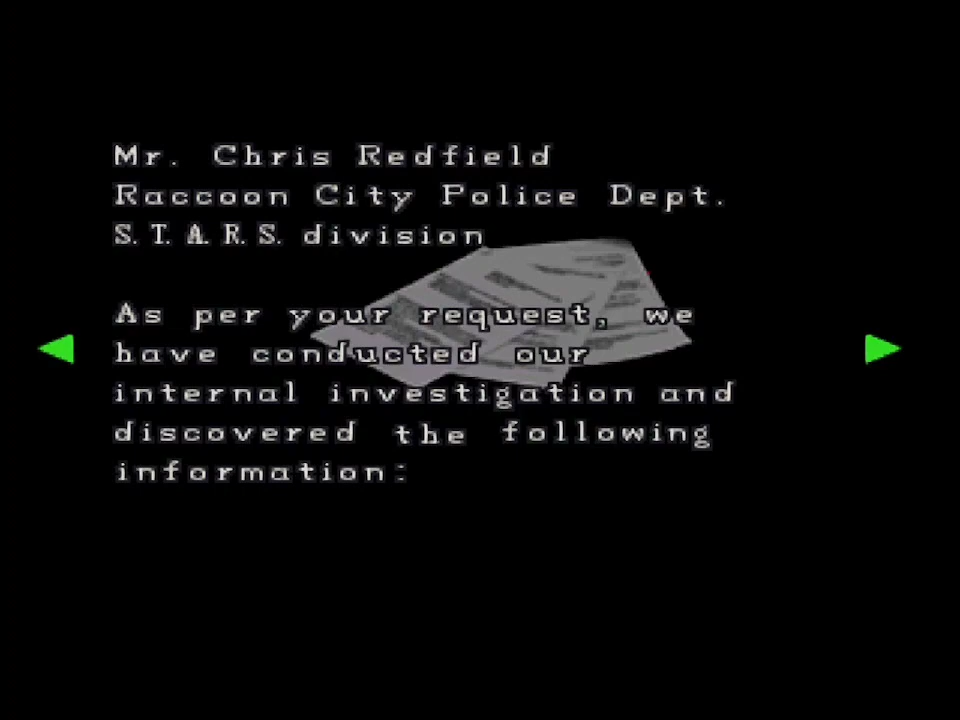 Mr. Chris Redfield
Raccoon City Police Dept.
S.T.A.R.S. division
As per your request, we
have conducted our
internal investigation and
discovered the following
information: